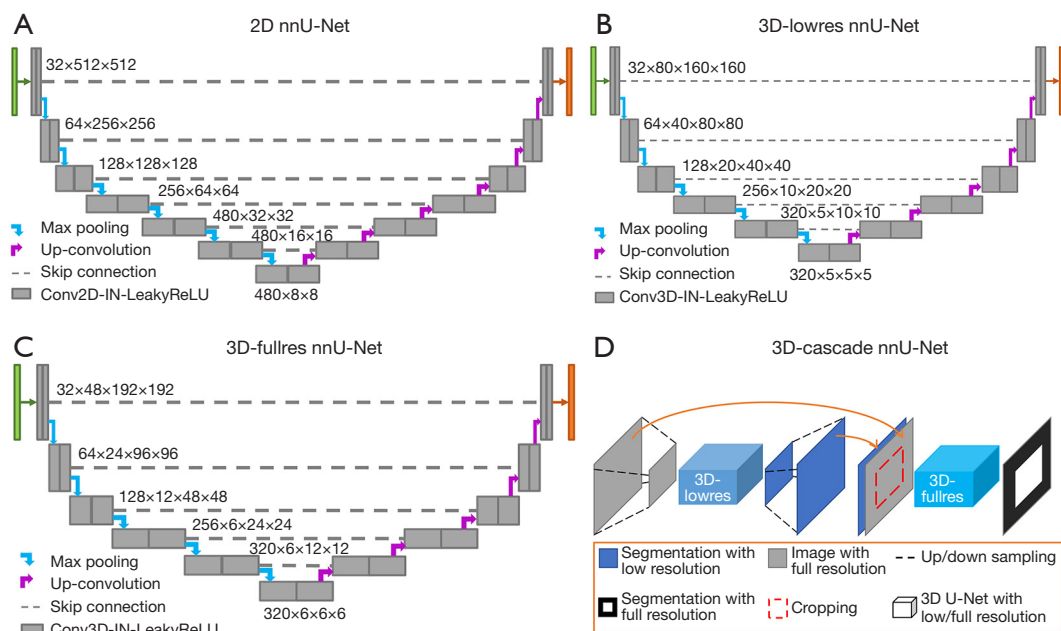 A
2D nnU-Net
32×512×512
64×256×256
128×128×128
256×64×64
480×32×32
480×16×16
480×8×8
Max pooling
Up-convolution
Skip connection
Conv2D-IN-LeakyReLU
B
3D-lowres nnU-Net
32×80×160×160
64×40×80×80
128×20×40×40
256×10×20×20
320×5×10×10
320×5×5×5
Max pooling
Up-convolution
Skip connection
Conv3D-IN-LeakyReLU
C
3D-fullres nnU-Net
32×48×192×192
64×24×96×96
128×12×48×48
256×6×24×24
320×6×12×12
320×6×6×6
Max pooling
Up-convolution
Skip connection
Conv3D-IN-LeakyReLU
D
3D-cascade nnU-Net
3D-
lowres
3D-
fullres
Segmentation with
low resolution
Image with
full resolution
Up/down sampling
Segmentation with
full resolution
Cropping
3D U-Net with
low/full resolution